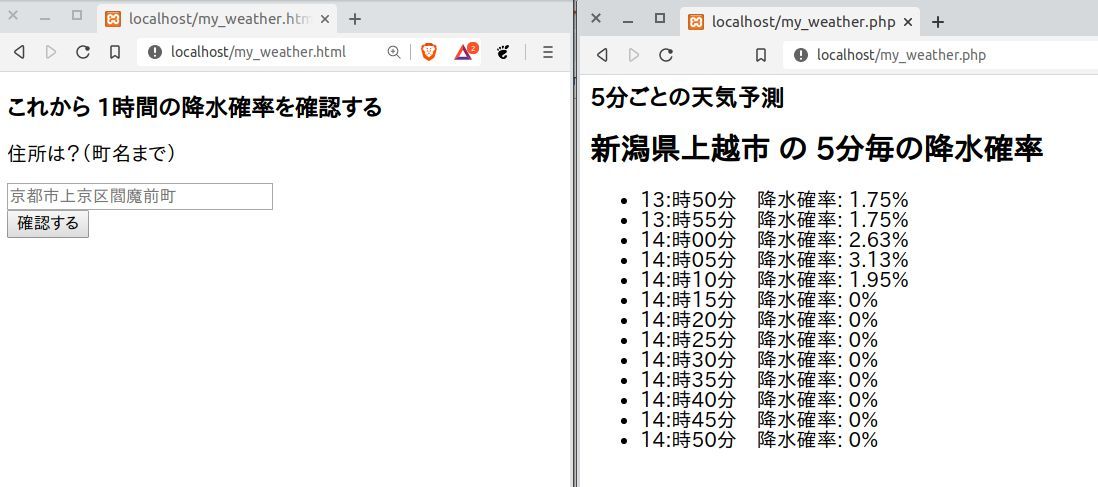 localhost/my_weather.htm
localhost/my_weather.html
2
これから 1時間の降水確率を確認する
住所は？（町名まで）
京都市上京区閻魔前町
確認する
localhost/my_weather.php
localhost/my_weather.php
5分ごとの天気予測
新潟県上越市 の 5分毎の降水確率
13:時50分　降水確率: 1.75%
13:時55分　降水確率: 1.75%
14:時00分　降水確率: 2.63%
14:時05分　降水確率: 3.13%
14:時10分　降水確率: 1.95%
14:時15分　降水確率: 0%
14:時20分　降水確率: 0%
14:時25分　降水確率: 0%
14:時30分　降水確率: 0%
14:時35分　降水確率: 0%
14:時40分　降水確率: 0%
14:時45分　降水確率: 0%
14:時50分　降水確率: 0%